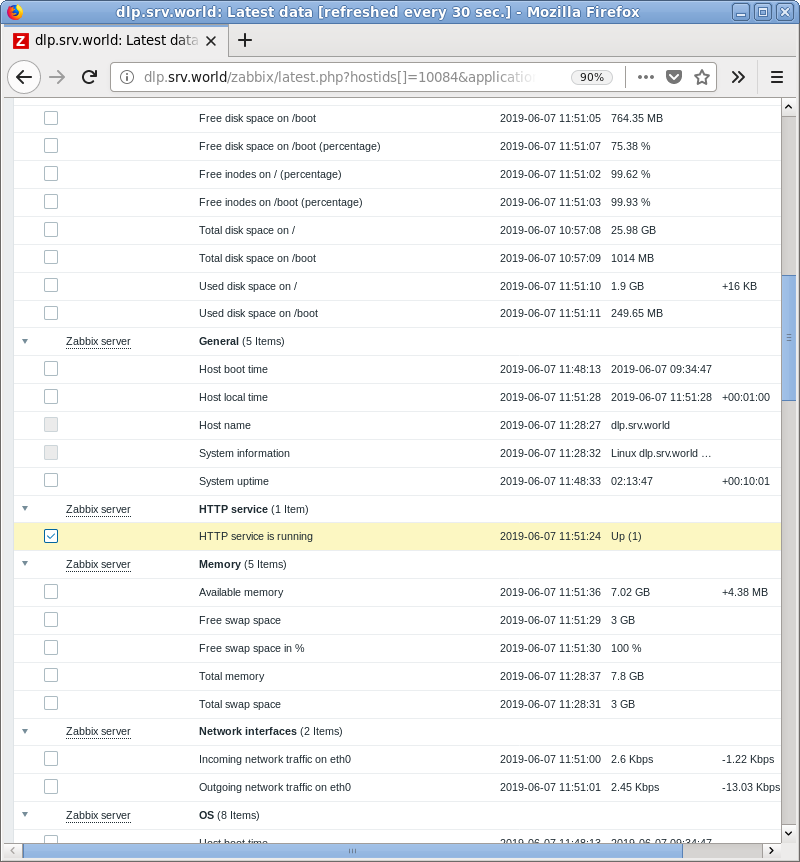 dlp.srv.world: Latest data [refreshed every 30 sec.] - Mozilla Firefox
Z dlp.srv.world: Latest data
dlp.srv.world/zabbix/latest.php?hostids[]=10084&application 90%
Free disk space on /boot 2019-06-07 11:51:05 764.35 MB
Free disk space on /boot (percentage) 2019-06-07 11:51:07 75.38 %
Free inodes on / (percentage) 2019-06-07 11:51:02 99.62 %
Free inodes on /boot (percentage) 2019-06-07 11:51:03 99.93 %
Total disk space on / 2019-06-07 10:57:08 25.98 GB
Total disk space on /boot 2019-06-07 10:57:09 1014 MB
Used disk space on / 2019-06-07 11:51:10 1.9 GB +16 KB
Used disk space on /boot 2019-06-07 11:51:11 249.65 MB
Zabbix server General (5 Items)
Host boot time 2019-06-07 11:48:13 2019-06-07 09:34:47
Host local time 2019-06-07 11:51:28 2019-06-07 11:51:28 +00:01:00
Host name 2019-06-07 11:28:27 dlp.srv.world
System information 2019-06-07 11:28:32 Linux dlp.srv.world ...
System uptime 2019-06-07 11:48:33 02:13:47 +00:10:01
Zabbix server HTTP service (1 Item)
HTTP service is running 2019-06-07 11:51:24 Up (1)
Zabbix server Memory (5 Items)
Available memory 2019-06-07 11:51:36 7.02 GB +4.38 MB
Free swap space 2019-06-07 11:51:29 3 GB
Free swap space in % 2019-06-07 11:51:30 100 %
Total memory 2019-06-07 11:28:37 7.8 GB
Total swap space 2019-06-07 11:28:31 3 GB
Zabbix server Network interfaces (2 Items)
Incoming network traffic on eth0 2019-06-07 11:51:00 2.6 Kbps -1.22 Kbps
Outgoing network traffic on eth0 2019-06-07 11:51:01 2.45 Kbps -13.03 Kbps
Zabbix server OS (8 Items)
Host boot time 2019-06-07 11:48:13 2019-06-07 09:34:47